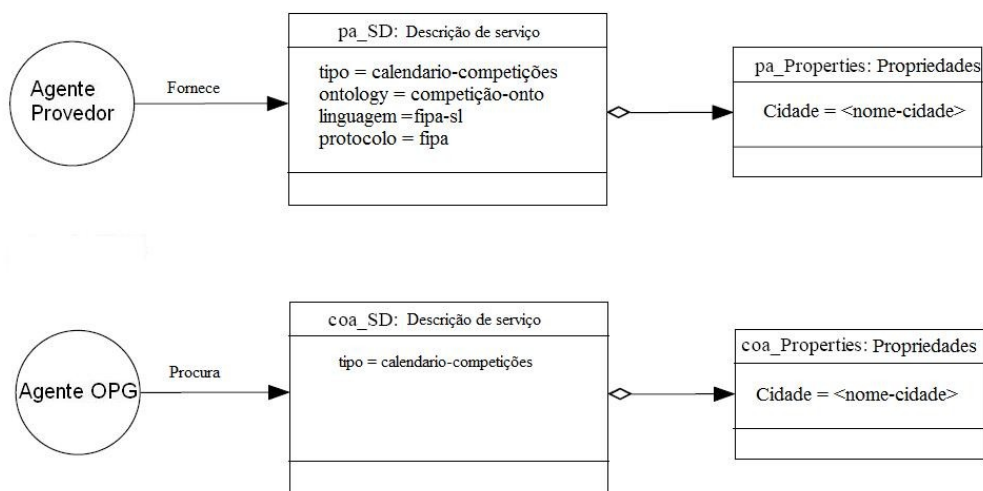 Agente
Provedor
Fornece
pa_SD: Descrição de serviço
tipo = calendario-competições
ontology = competição-onto
linguagem =fipa-sl
protocolo = fipa
pa_Properties: Propriedades
Cidade = <nome-cidade>
Agente OPG
Procura
coa_SD: Descrição de serviço
tipo = calendario-competições
coa_Properties: Propriedades
Cidade = <nome-cidade>